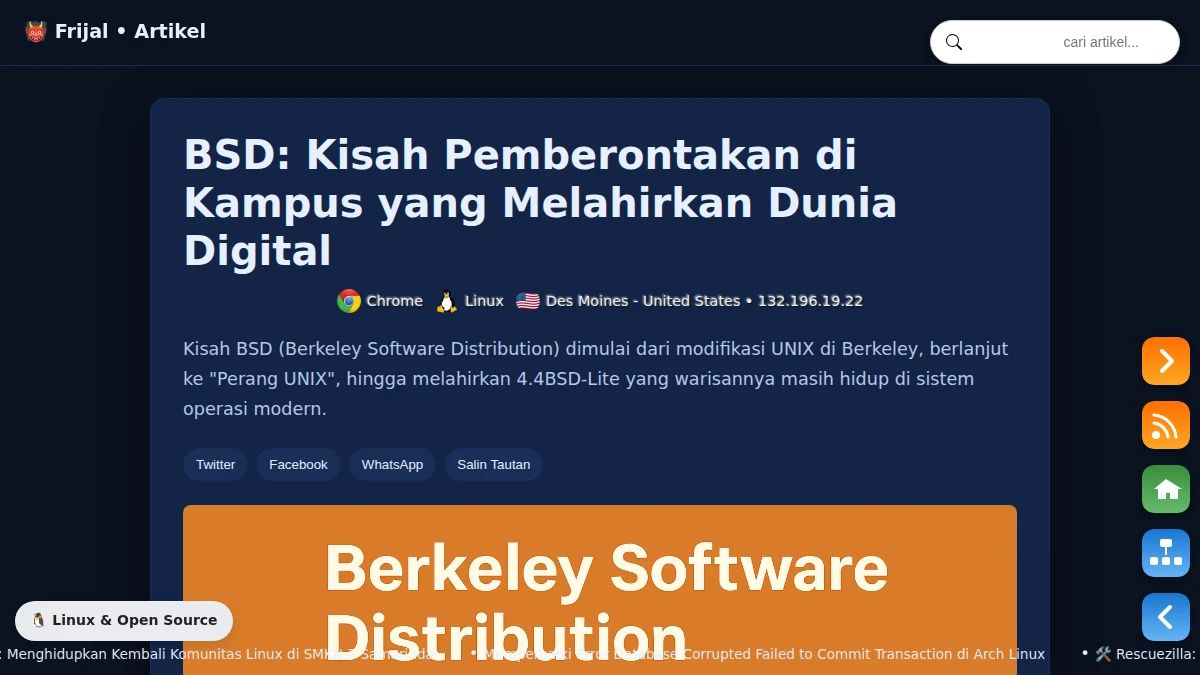 Frijal • Artikel
cari artikel...
BSD: Kisah Pemberontakan di
Kampus yang Melahirkan Dunia
Digital
Chrome Linux Des Moines - United States • 132.196.19.22
Kisah BSD (Berkeley Software Distribution) dimulai dari modifikasi UNIX di Berkeley, berlanjut
ke "Perang UNIX", hingga melahirkan 4.4BSD-Lite yang warisannya masih hidup di sistem
operasi modern.
Twitter Facebook WhatsApp Salin Tautan
Berkeley Software
Distribution
Linux & Open Source
: Menghidupkan Kembali Komunitas Linux di • Error Database Corrupted Failed to Commit Transaction di Arch Linux • Rescuezilla: